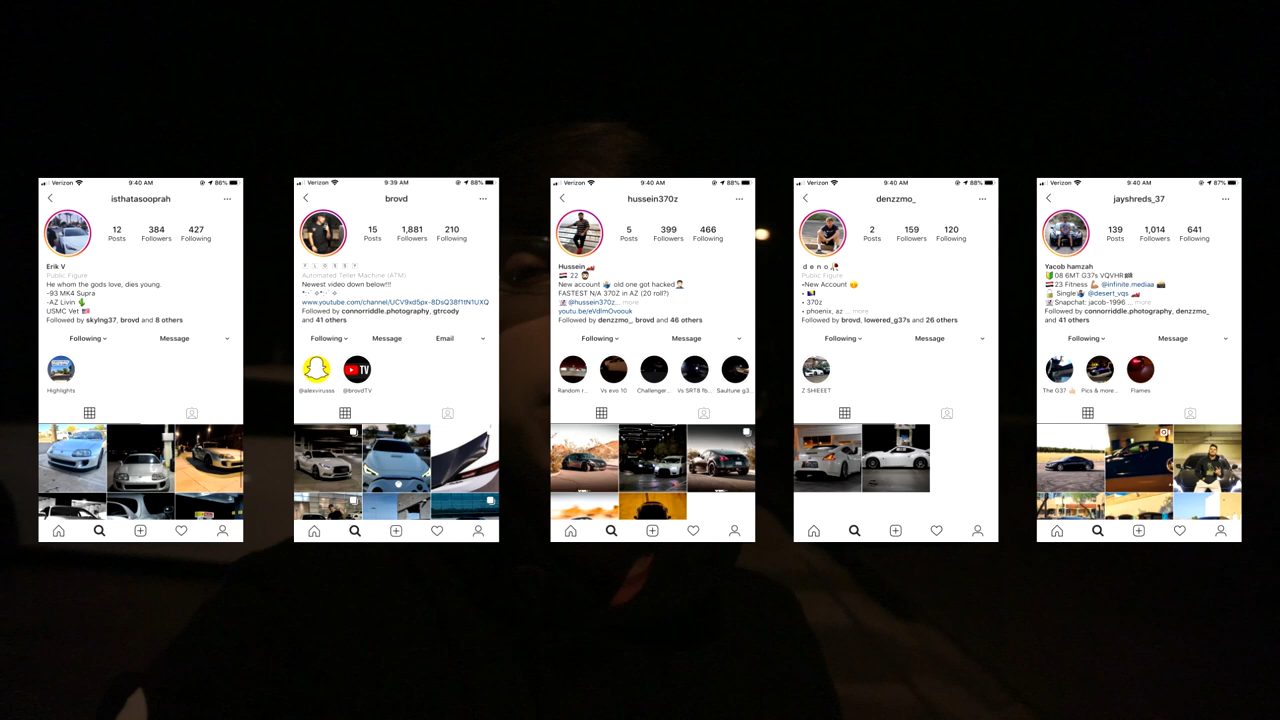 Verizon 9:40 AM 86%
isthatasooprah
12 384 427
Posts Followers Following
Erik V
Public Figure
He whom the gods love, dies young.
-93 MK4 Supra
-AZ Livin
USMC Vet
Followed by skylng37, brovd and 8 others
Following Message
Highlights
Verizon 9:39 AM 88%
brovd
15 1,881 210
Posts Followers Following
Automated Teller Machine (ATM)
Newest video down below!!!
www.youtube.com/channel/UCV9xd5px-8DsQ38f1tN1UXQ
Followed by connorriddle.photography, gtrcody
and 41 others
Following Message Email
@alexvirusss @brovdTV
Verizon 9:40 AM 88%
hussein370z
5 399 466
Posts Followers Following
Hussein
22
New account old one got hacked
FASTEST N/A 370Z in AZ (20 roll?)
@hussein370z... more
youtu.be/eVdlmOvoouk
Followed by denzzmo_, brovd and 46 others
Following Message
Random r... Vs evo 10 Challenger... Vs SRT8 fb... Saultune g3...
Verizon 9:40 AM 88%
denzzmo_
2 159 120
Posts Followers Following
d e n o
Public Figure
•New Account
•
• 370z
• phoenix, az ... more
Followed by brovd, lowered_g37s and 26 others
Following Message
Z SHIEEET
Verizon 9:40 AM 87%
jayshreds_37
139 1,014 641
Posts Followers Following
Yacob hamzah
08 6MT G37s VQVHR
23 Fitness @infinite.mediaa
Single @desert_vqs
Snapchat: jacob-1996 ... more
Followed by connorriddle.photography, denzzmo_
and 41 others
Following Message
The G37 Pics & more.. Flames